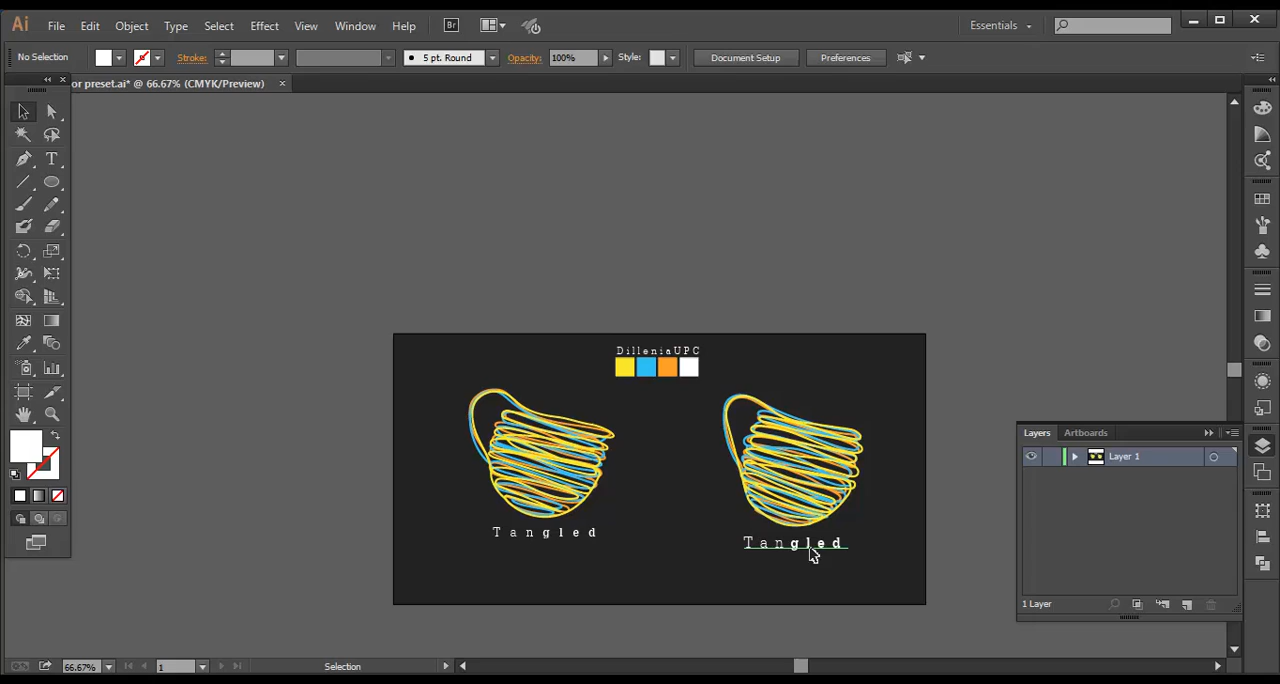 Ai File Edit Object Type Select Effect View Window Help Br Essentials
No Selection Stroke: 5 pt. Round Opacity: 100% Style: Document Setup Preferences
or preset.ai* @ 66.67% (CMYK/Preview)
DilleniaUPC
Tangled
Tangled
Layers Artboards
Layer 1
1 Layer
66.67% 1 Selection